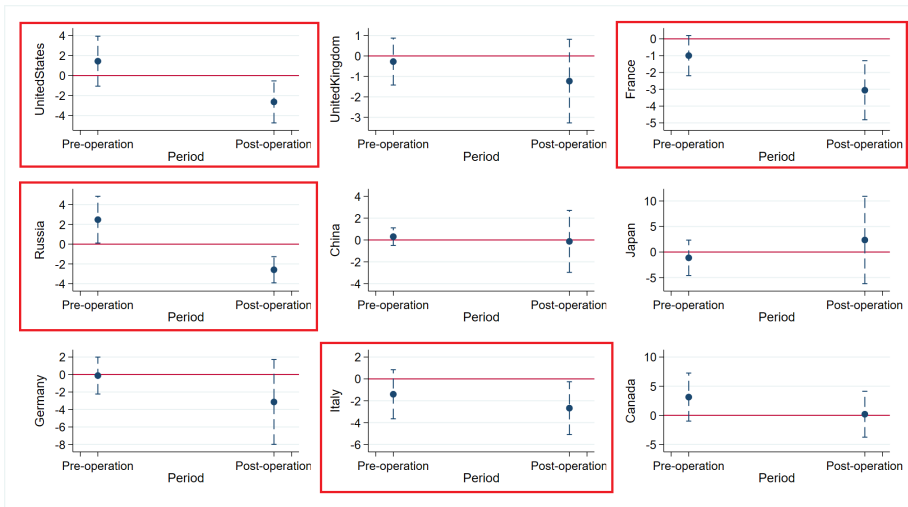 UnitedStates
4
2
0
-2
-4
Pre-operation
Post-operation
Period
UnitedKingdom
1
0
-1
-2
-3
Pre-operation
Post-operation
Period
France
0
-1
-2
-3
-4
-5
Pre-operation
Post-operation
Period
Russia
4
2
0
-2
-4
Pre-operation
Post-operation
Period
China
4
2
0
-2
-4
Pre-operation
Post-operation
Period
Japan
10
5
0
-5
Pre-operation
Post-operation
Period
Germany
2
0
-2
-4
-6
-8
Pre-operation
Post-operation
Period
Italy
2
0
-2
-4
-6
Pre-operation
Post-operation
Period
Canada
10
5
0
-5
Pre-operation
Post-operation
Period